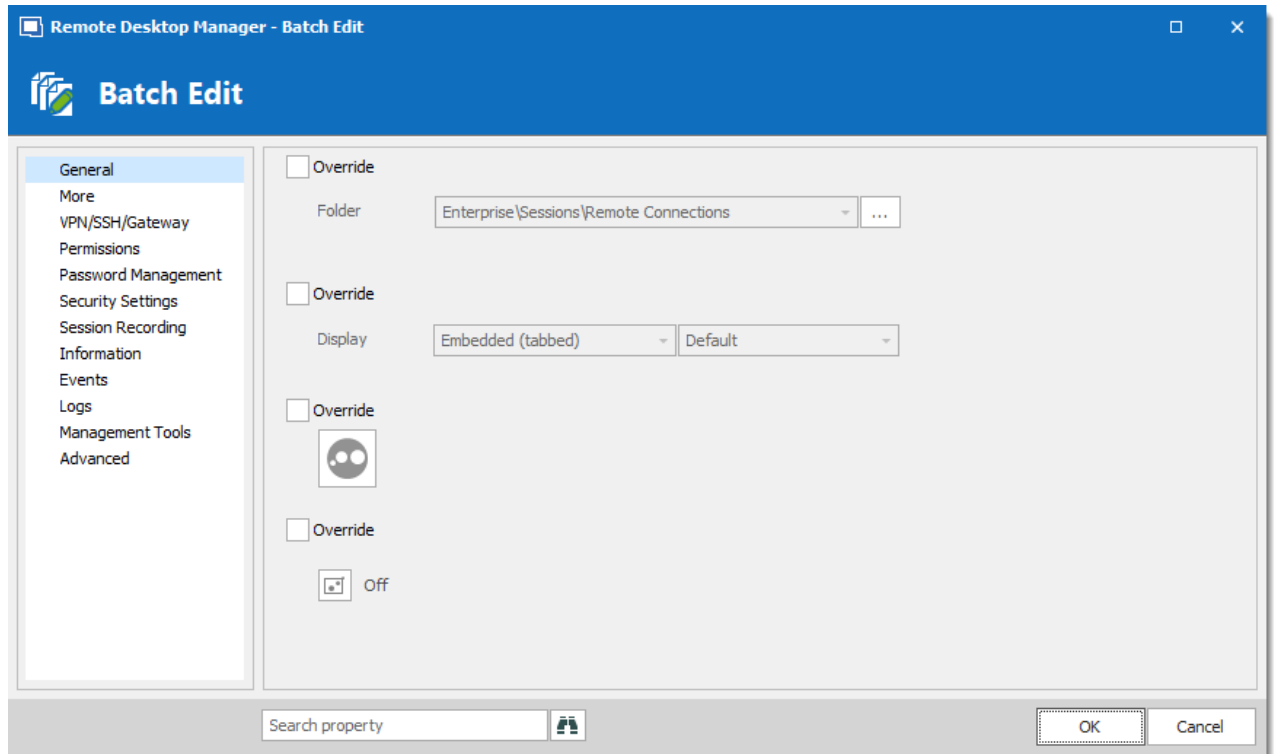 Remote Desktop Manager - Batch Edit
Batch Edit
General
More
VPN/SSH/Gateway
Permissions
Password Management
Security Settings
Session Recording
Information
Events
Logs
Management Tools
Advanced
Override
Folder Enterprise\Sessions\Remote Connections ...
Override
Display Embedded (tabbed) Default
Override
Override
Off
Search property
OK Cancel